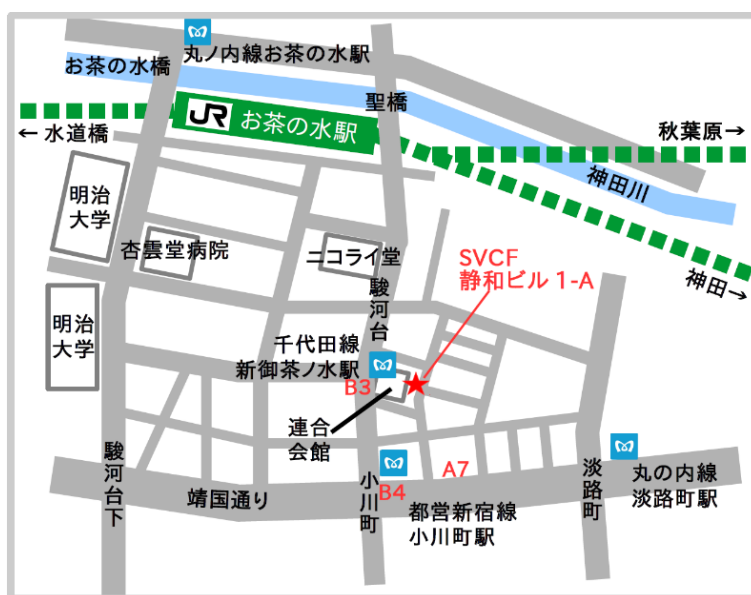 丸ノ内線お茶の水駅
お茶の水橋
聖橋
JR お茶の水駅
← 水道橋
秋葉原→
神田川
明治
大学
杏雲堂病院
ニコライ堂
SVCF
静和ビル1-A
神田→
駿河台
明治
大学
千代田線
新御茶ノ水駅
B3
連合
会館
駿河台下
靖国通り
小川町
B4
A7
都営新宿線
小川町駅
淡路町
丸の内線
淡路町駅